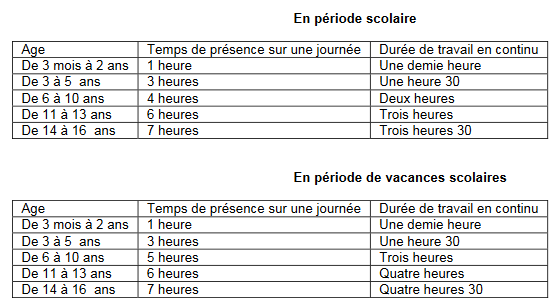 En période scolaire
Age Temps de présence sur une journée Durée de travail en continu
De 3 mois à 2 ans 1 heure Une demie heure
De 3 à 5 ans 3 heures Une heure 30
De 6 à 10 ans 4 heures Deux heures
De 11 à 13 ans 6 heures Trois heures
De 14 à 16 ans 7 heures Trois heures 30
En période de vacances scolaires
Age Temps de présence sur une journée Durée de travail en continu
De 3 mois à 2 ans 1 heure Une demie heure
De 3 à 5 ans 3 heures Une heure 30
De 6 à 10 ans 5 heures Trois heures
De 11 à 13 ans 6 heures Quatre heures
De 14 à 16 ans 7 heures Quatre heures 30